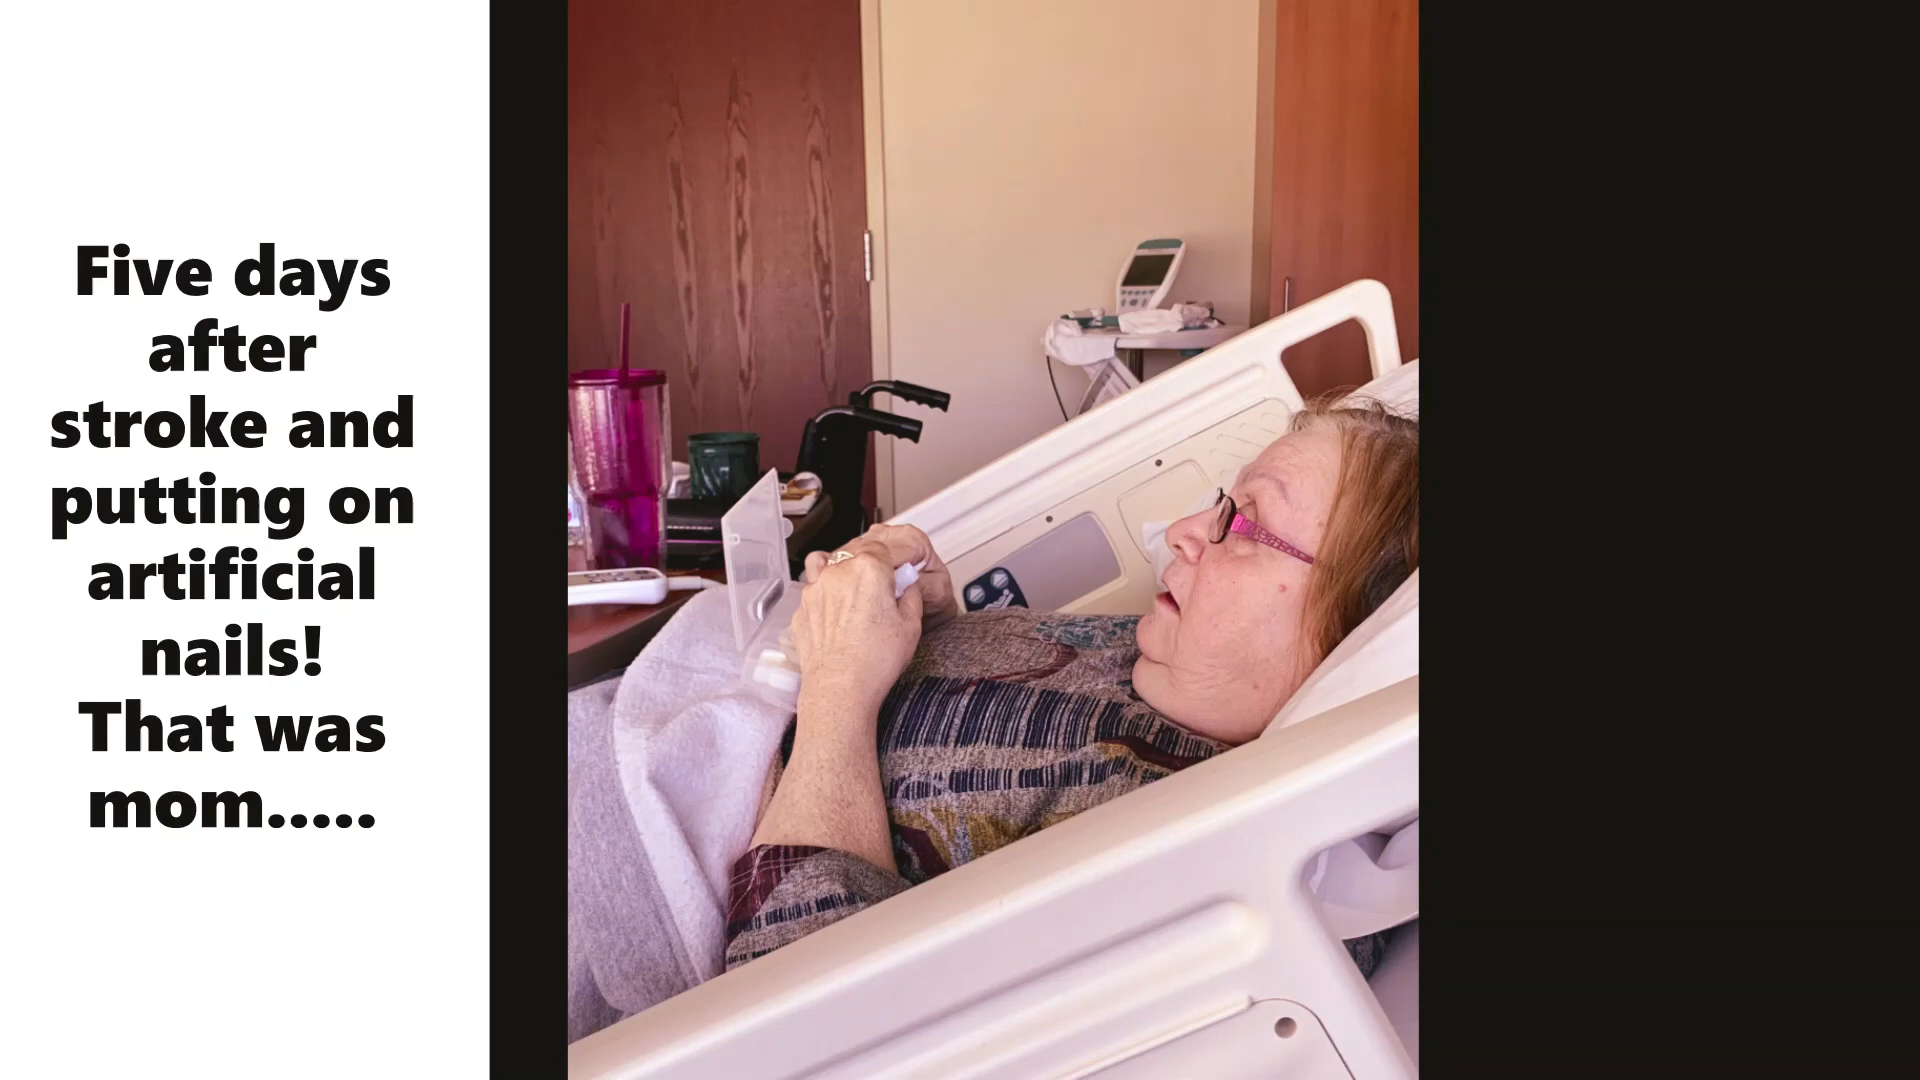 Five days
after
stroke and
putting on
artificial
nails!
That was
mom.....